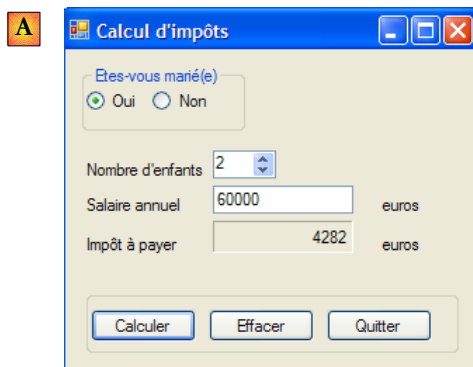 A
Calcul d'impôts
Etes-vous marié(e)
Oui Non
Nombre d'enfants 2
Salaire annuel 60000 euros
Impôt à payer 4282 euros
Calculer Effacer Quitter